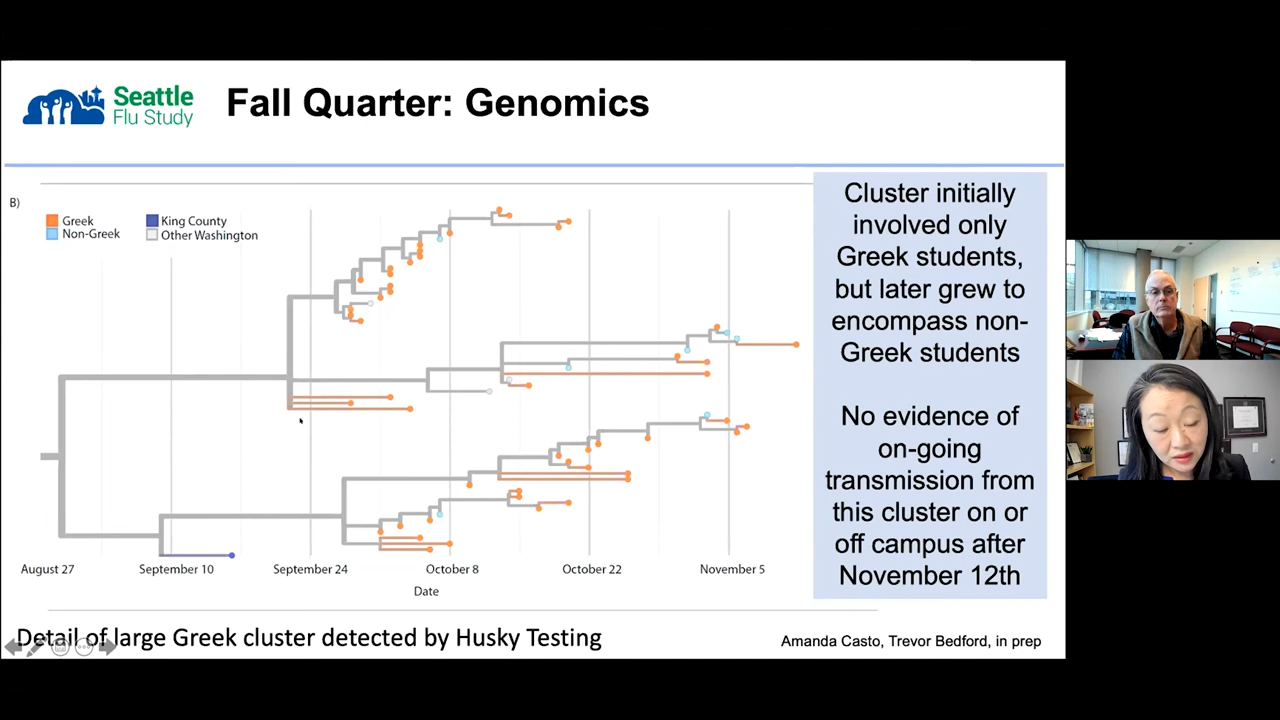 Seattle
Flu Study
Fall Quarter: Genomics
B)
Greek
Non-Greek
King County
Other Washington
August 27
September 10
September 24
October 8
October 22
November 5
Date
Cluster initially
involved only
Greek students,
but later grew to
encompass non-
Greek students
No evidence of
on-going
transmission from
this cluster on or
off campus after
November 12th
Detail of large Greek cluster detected by Husky Testing
Amanda Casto, Trevor Bedford, in prep